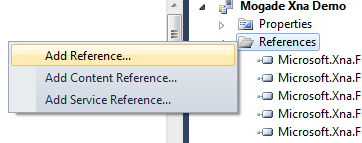 Mogade Xna Demo
Properties
References
Add Reference...
Microsoft.Xna.F
Add Content Reference...
Microsoft.Xna.F
Add Service Reference...
Microsoft.Xna.F
Microsoft.Xna.F
Microsoft.Xna.F